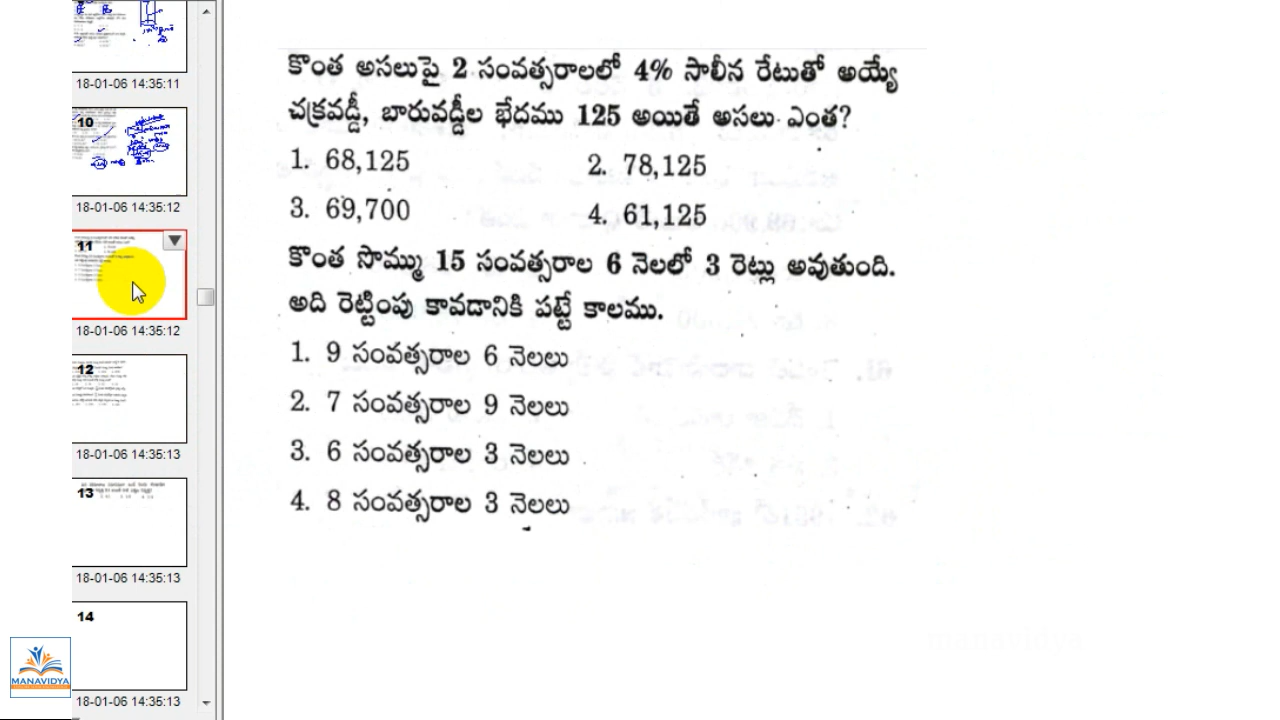 18-01-06 14:35:11
10
18-01-06 14:35:12
11
18-01-06 14:35:12
12
18-01-06 14:35:13
13
18-01-06 14:35:13
14
18-01-06 14:35:13
MANAVIDYA
కొంత అసలుపై 2 సంవత్సరాలలో 4% సాలీన రేటుతో అయ్యే
చక్రవడ్డీ, బారువడ్డీల భేదము 125 అయితే అసలు ఎంత?
1. 68,125 2. 78,125
3. 69,700 4. 61,125
కొంత సొమ్ము 15 సంవత్సరాల 6 నెలలో 3 రెట్లు అవుతుంది.
అది రెట్టింపు కావడానికి పట్టే కాలము.
1. 9 సంవత్సరాల 6 నెలలు
2. 7 సంవత్సరాల 9 నెలలు
3. 6 సంవత్సరాల 3 నెలలు
4. 8 సంవత్సరాల 3 నెలలు
manavidya